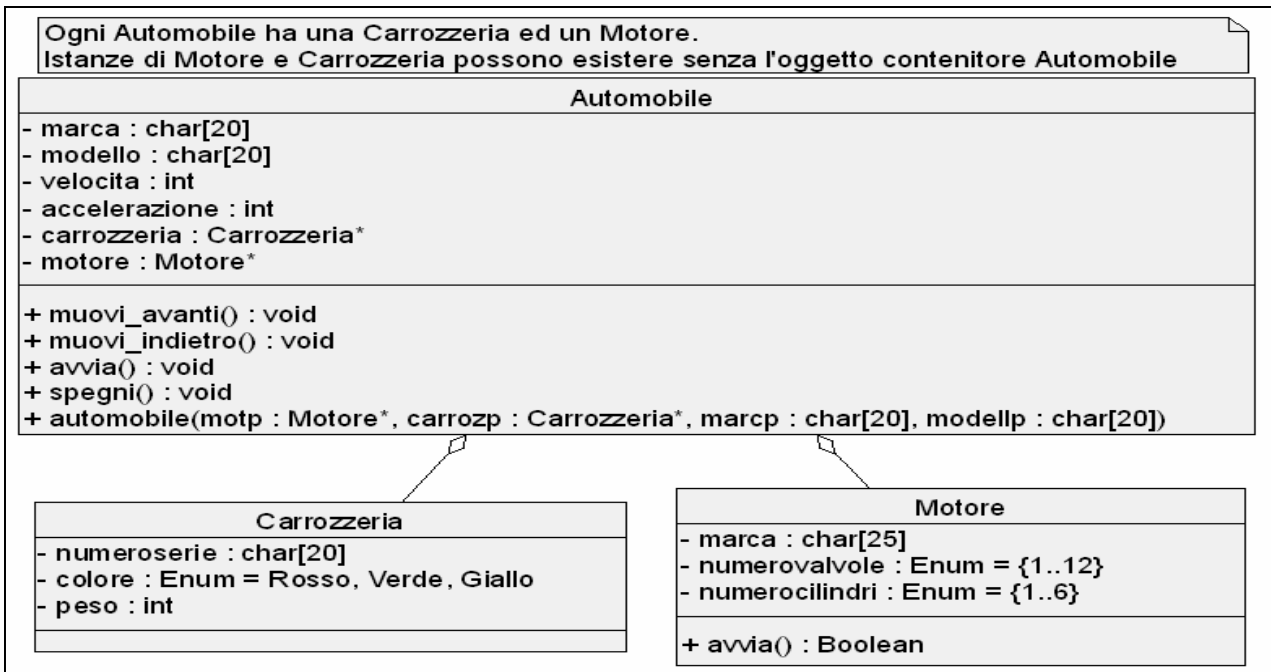 Ogni Automobile ha una Carrozzeria ed un Motore.
Istanze di Motore e Carrozzeria possono esistere senza l'oggetto contenitore Automobile
Automobile
- marca : char[20]
- modello : char[20]
- velocita : int
- accelerazione : int
- carrozzeria : Carrozzeria*
- motore : Motore*
+ muovi_avanti() : void
+ muovi_indietro() : void
+ avvia() : void
+ spegni() : void
+ automobile(motp : Motore*, carrozp : Carrozzeria*, marcp : char[20], modellp : char[20])
Carrozzeria
- numeroserie : char[20]
- colore : Enum = Rosso, Verde, Giallo
- peso : int
Motore
- marca : char[25]
- numerovalvole : Enum = {1..12}
- numerocilindri : Enum = {1..6}
+ avvia() : Boolean